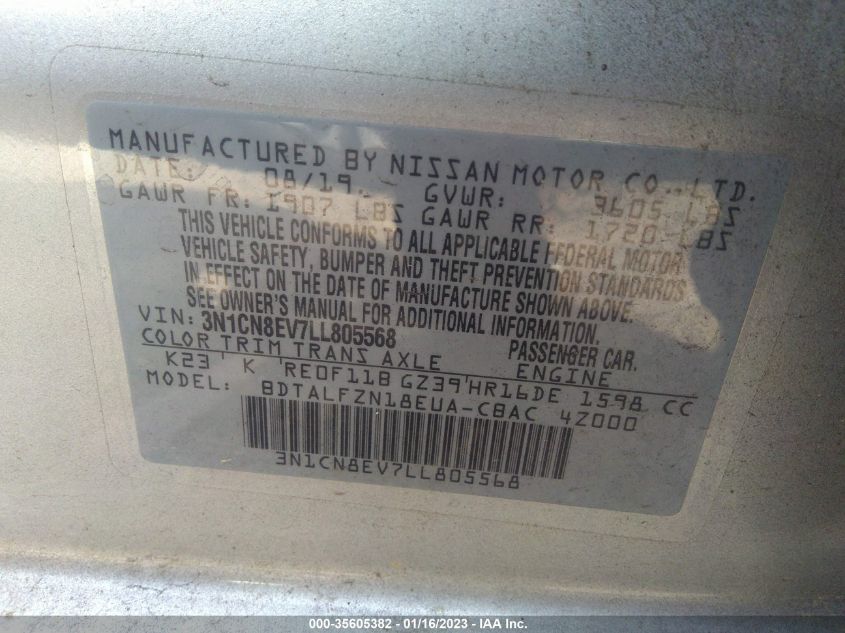 MANUFACTURED BY NISSAN MOTOR CO., LTD.
DATE: 08/19 GVWR: 3605 LBS
GAWR FR: 1907 LBS GAWR RR: 1720 LBS
THIS VEHICLE CONFORMS TO ALL APPLICABLE FEDERAL MOTOR
VEHICLE SAFETY, BUMPER AND THEFT PREVENTION STANDARDS
IN EFFECT ON THE DATE OF MANUFACTURE SHOWN ABOVE.
SEE OWNER'S MANUAL FOR ADDITIONAL INFORMATION.
VIN: 3N1CN8EV7LL805568 PASSENGER CAR.
COLOR TRIM TRANS AXLE ENGINE
K23 K RE0F11B GZ39 HR16DE 1598 CC
MODEL: BDTALFZN18EUA-CBAC 4Z000
3N1CN8EV7LL805568
000-35605382 - 01/16/2023 - IAA Inc.